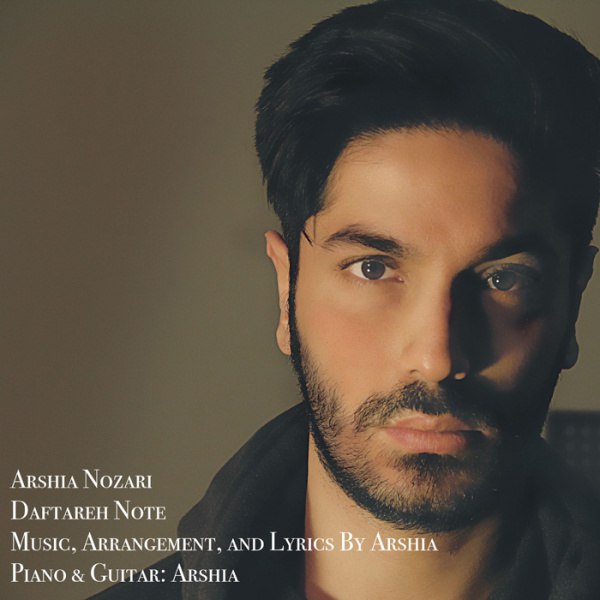 Arshia Nozari
Daftareh Note
Music, Arrangement, and Lyrics By Arshia
Piano & Guitar: Arshia